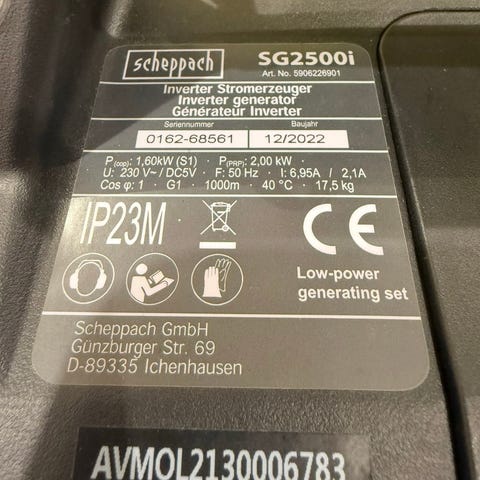 scheppach SG2500i
Art. No. 5906226901
Inverter Stromerzeuger
Inverter generator
Générateur Inverter
Seriennummer Baujahr
0162-68561 12/2022
P(cop): 1,60kW (S1) · P(PRP): 2,00 kW ·
U: 230 V~/ DC5V · F: 50 Hz · I: 6,95A / 2,1A
Cos φ: 1 · G1 · 1000m · 40 °C · 17,5 kg
IP23M CE
Low-power
generating set
Scheppach GmbH
Günzburger Str. 69
D-89335 Ichenhausen
AVMOL2130006783